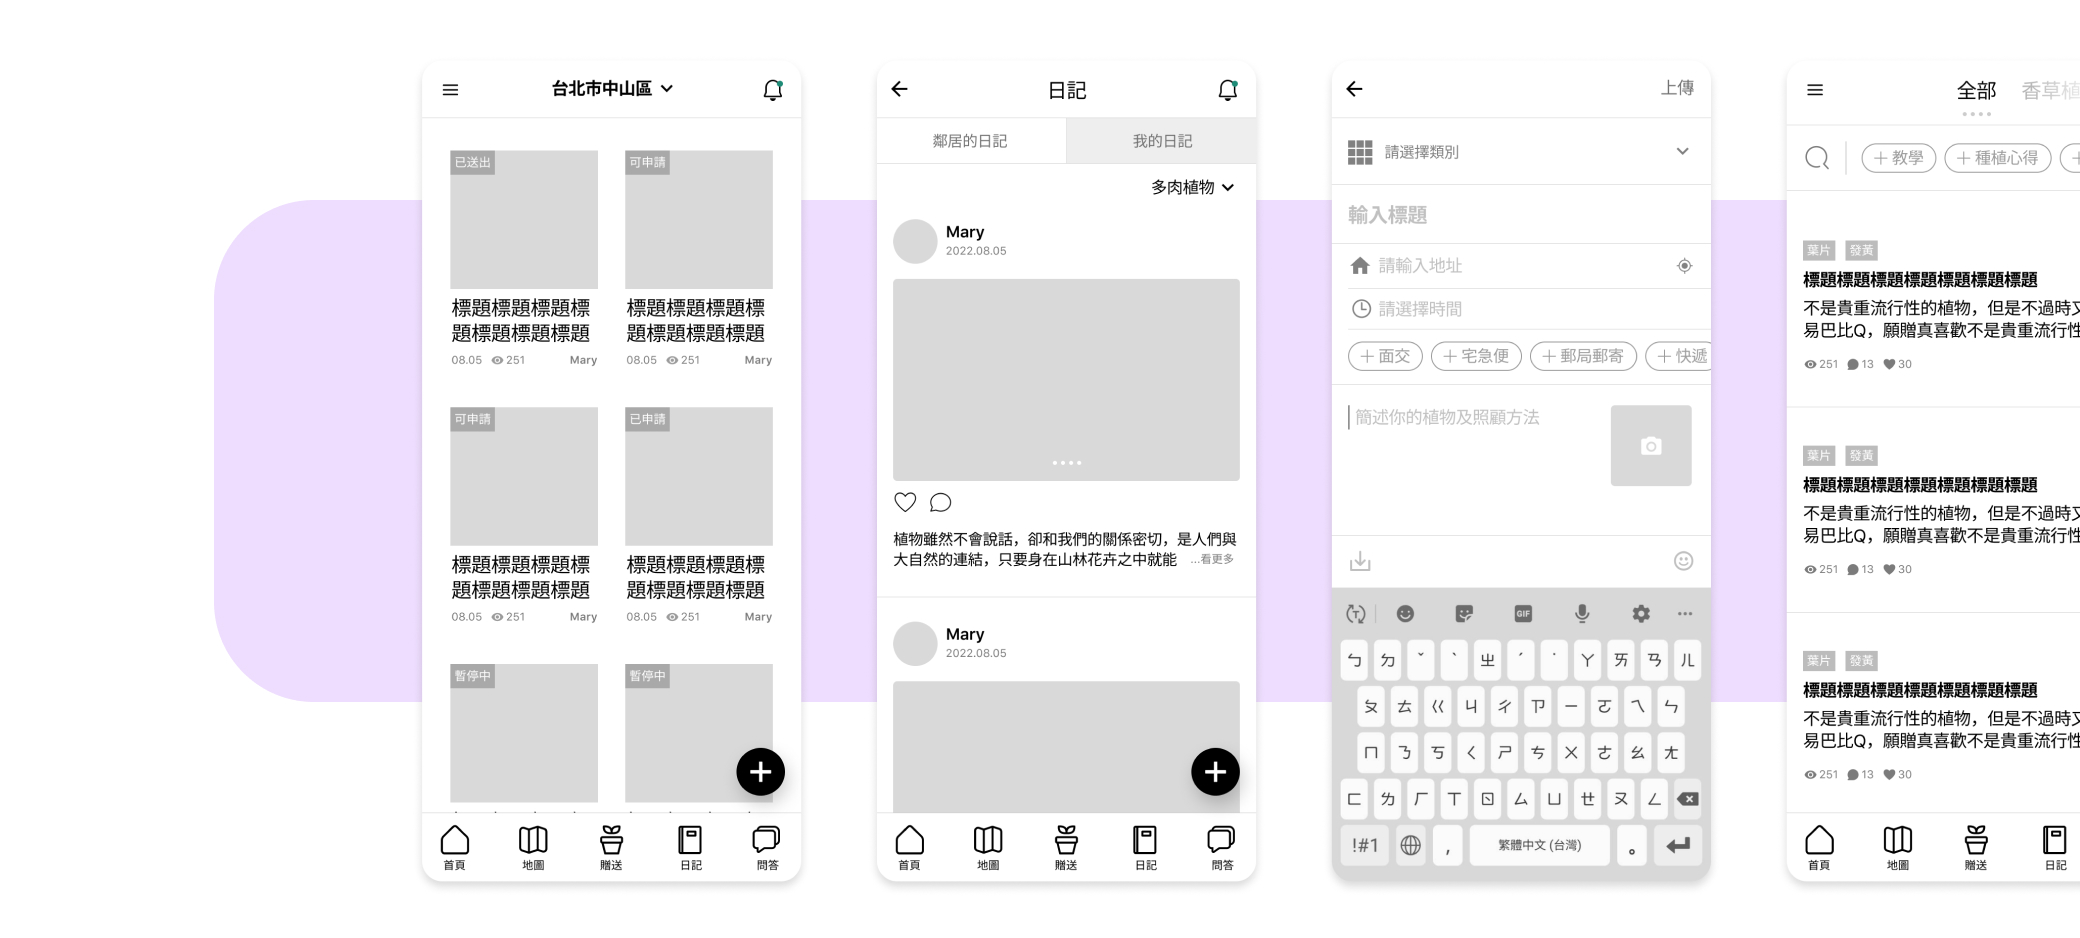 台北市中山區
已送出
可申請
標題標題標題標
題標題標題標題
標題標題標題標
題標題標題標題
08.05 251 Mary
08.05 251 Mary
可申請
已申請
標題標題標題標
題標題標題標題
標題標題標題標
題標題標題標題
08.05 251 Mary
08.05 251 Mary
暫停中
暫停中
首頁 地圖 贈送 日記 問答
日記
鄰居的日記 我的日記
多肉植物
Mary
2022.08.05
植物雖然不會說話，卻和我們的關係密切，是人們與
大自然的連結，只要身在山林花卉之中就能 ...看更多
Mary
2022.08.05
首頁 地圖 贈送 日記 問答
上傳
請選擇類別
輸入標題
請輸入地址
請選擇時間
＋面交 ＋宅急便 ＋郵局郵寄 ＋快遞
簡述你的植物及照顧方法
GIF
ㄅ ㄉ ˇ ˋ ㄓ ˊ ˙ ㄚ ㄞ ㄢ ㄦ
ㄆ ㄊ ㄍ ㄐ ㄔ ㄗ ㄧ ㄛ ㄟ ㄣ
ㄇ ㄋ ㄎ ㄑ ㄕ ㄘ ㄨ ㄜ ㄠ ㄤ
ㄈ ㄌ ㄏ ㄒ ㄖ ㄙ ㄩ ㄝ ㄡ ㄥ
!#1 , 繁體中文 (台灣) 。
全部 香草植
＋教學 ＋種植心得 ＋
葉片 發黃
標題標題標題標題標題標題標題
不是貴重流行性的植物，但是不過時又
易巴比Q，願贈真喜歡不是貴重流行性
251 13 30
葉片 發黃
標題標題標題標題標題標題標題
不是貴重流行性的植物，但是不過時又
易巴比Q，願贈真喜歡不是貴重流行性
251 13 30
葉片 發黃
標題標題標題標題標題標題標題
不是貴重流行性的植物，但是不過時又
易巴比Q，願贈真喜歡不是貴重流行性
251 13 30
首頁 地圖 贈送 日記